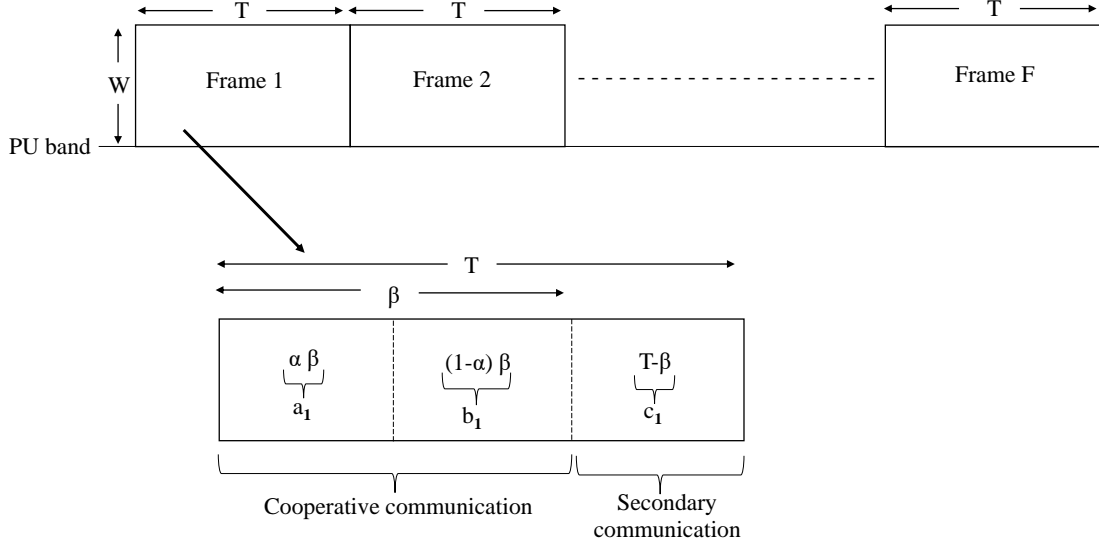 T
T
T
W
Frame 1
Frame 2
Frame F
PU band
T
β
α β
(1-α) β
T-β
a₁
b₁
c₁
Cooperative communication
Secondary
communication